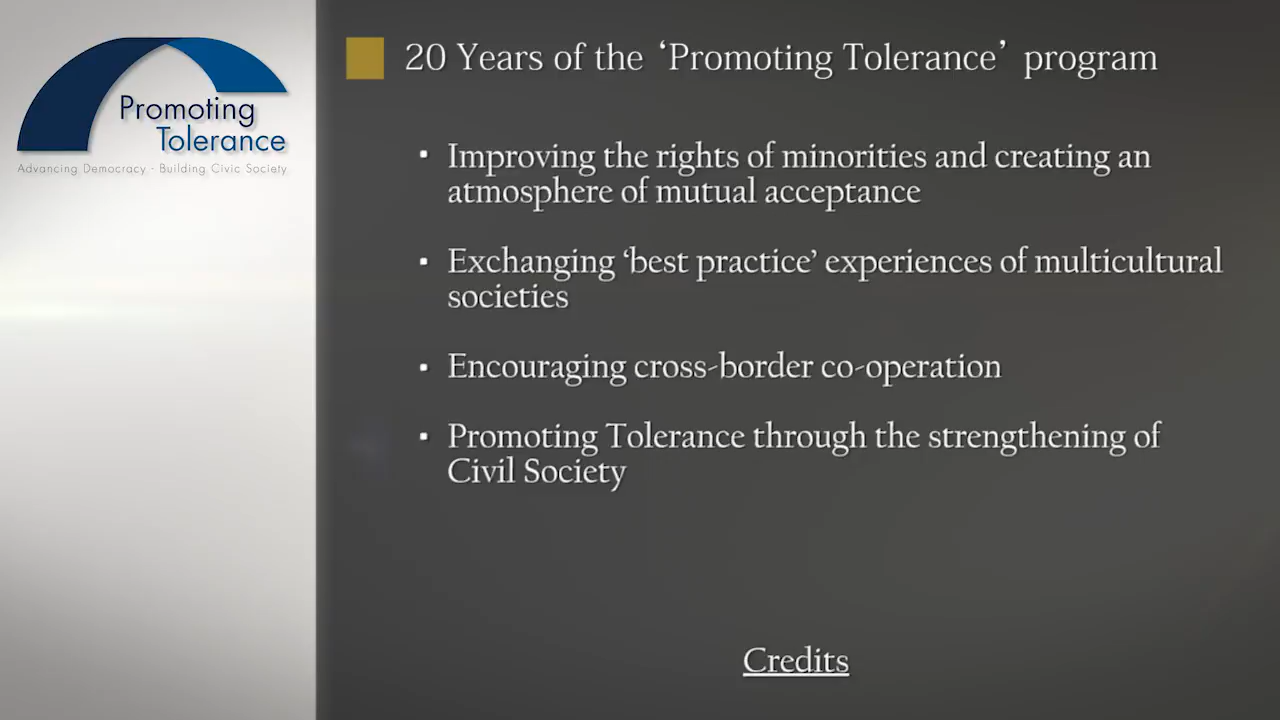 Promoting
Tolerance
Advancing Democracy - Building Civic Society
20 Years of the ‘Promoting Tolerance’ program
▪ Improving the rights of minorities and creating an
atmosphere of mutual acceptance
▪ Exchanging ‘best practice’ experiences of multicultural
societies
▪ Encouraging cross-border co-operation
▪ Promoting Tolerance through the strengthening of
Civil Society
Credits